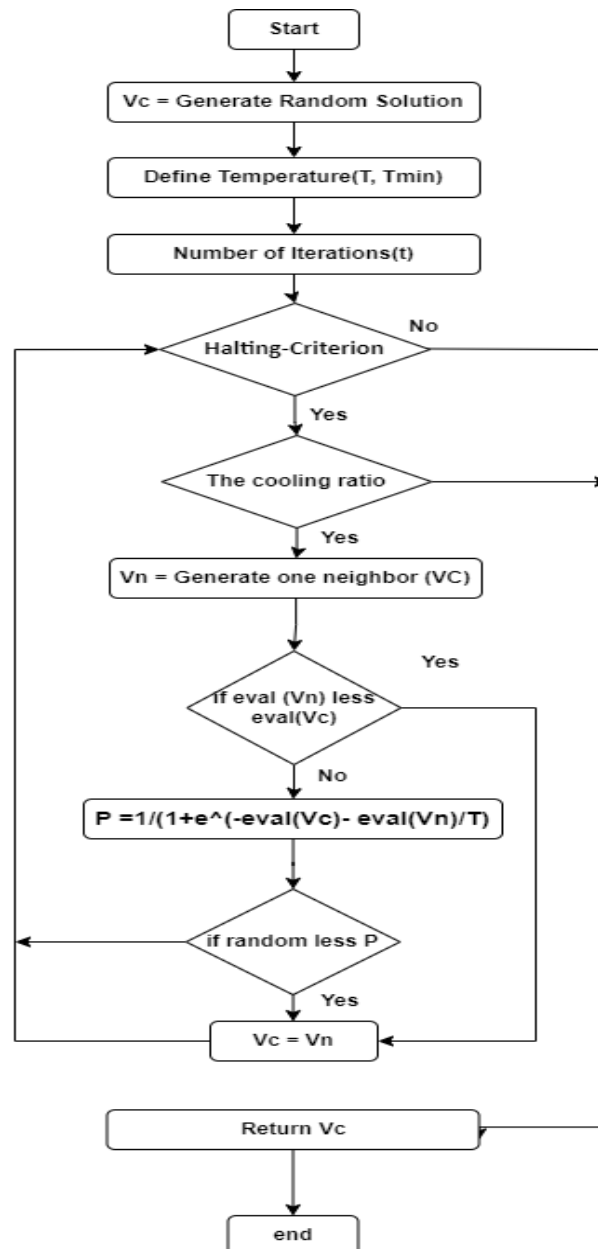 Start
Vc = Generate Random Solution
Define Temperature(T, Tmin)
Number of Iterations(t)
No
Halting-Criterion
Yes
The cooling ratio
Yes
Vn = Generate one neighbor (VC)
Yes
if eval (Vn) less
eval(Vc)
No
P =1/(1+e^(-eval(Vc)- eval(Vn)/T)
if random less P
Yes
Vc = Vn
Return Vc
end